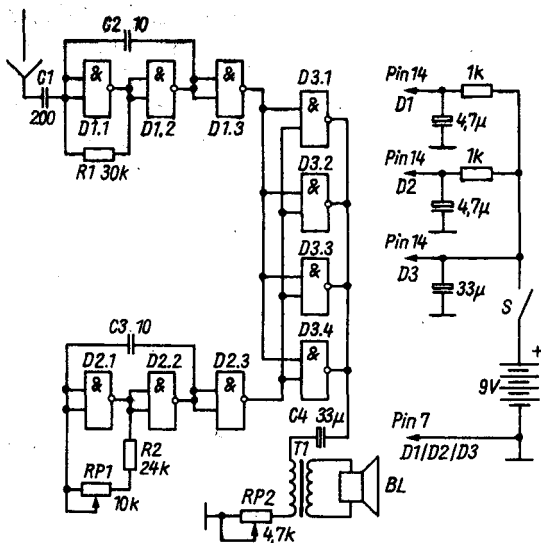 C2 10
C1
200
&
&
&
D1.1
D1.2
D1.3
R1 30k
D3.1
&
D3.2
&
D3.3
&
D3.4
&
C3 10
D2.1
&
D2.2
&
D2.3
&
R2
24k
RP1
10k
C4 33µ
T1
RP2
4,7k
BL
Pin 14
D1
1k
4,7µ
Pin 14
D2
1k
4,7µ
Pin 14
D3
33µ
S
+
9V
Pin 7
D1/D2/D3